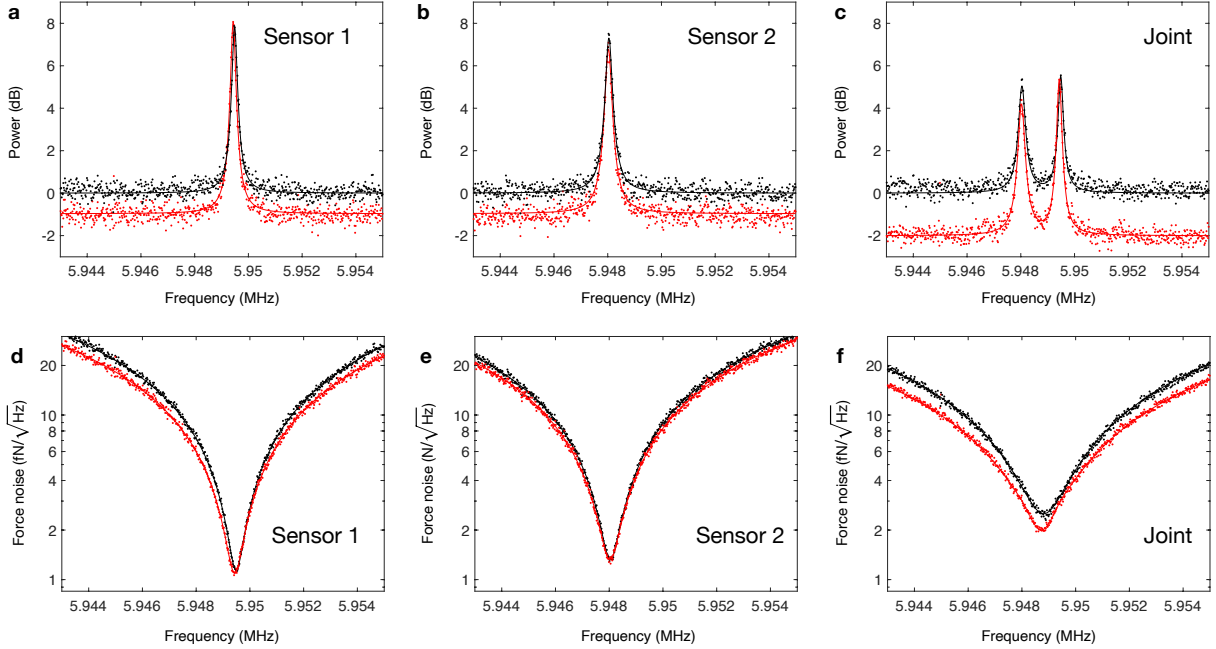 a
Sensor 1
Power (dB)
8
6
4
2
0
-2
5.944 5.946 5.948 5.95 5.952 5.954
Frequency (MHz)
b
Sensor 2
Power (dB)
8
6
4
2
0
-2
5.944 5.946 5.948 5.95 5.952 5.954
Frequency (MHz)
c
Joint
Power (dB)
8
6
4
2
0
-2
5.944 5.946 5.948 5.95 5.952 5.954
Frequency (MHz)
d
Sensor 1
Force noise (fN/√Hz)
20
10
8
6
4
2
1
5.944 5.946 5.948 5.95 5.952 5.954
Frequency (MHz)
e
Sensor 2
Force noise (N/√Hz)
20
10
8
6
4
2
1
5.944 5.946 5.948 5.95 5.952 5.954
Frequency (MHz)
f
Joint
Force noise (fN/√Hz)
20
10
8
6
4
2
1
5.944 5.946 5.948 5.95 5.952 5.954
Frequency (MHz)